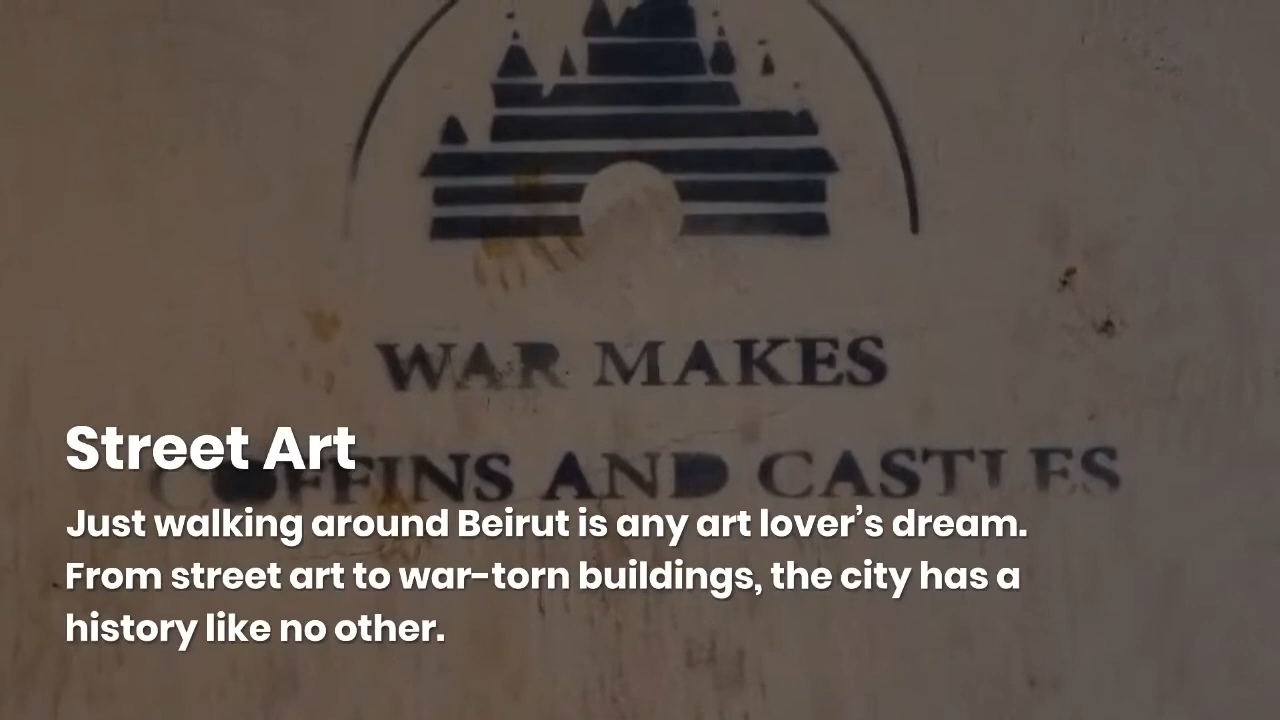 WAR MAKES
COFFINS AND CASTLES
Street Art
Just walking around Beirut is any art lover’s dream.
From street art to war-torn buildings, the city has a
history like no other.